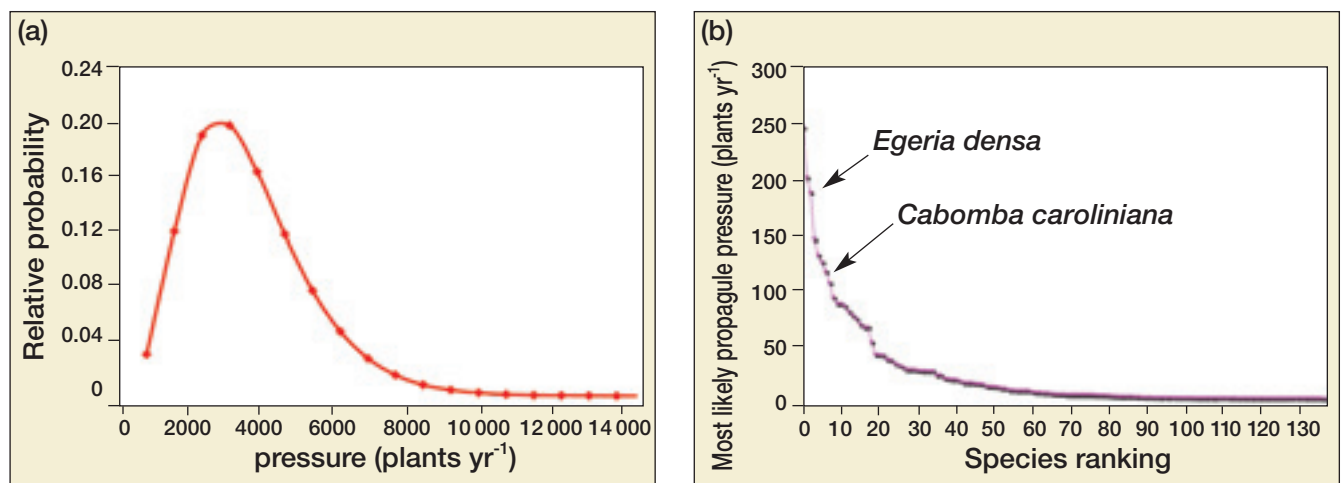 (a)
Relative probability
0.24
0.20
0.16
0.12
0.08
0.04
0
0 2000 4000 6000 8000 10 000 12 000 14 000
pressure (plants yr⁻¹)
(b)
Most likely propagule pressure (plants yr⁻¹)
300
250
200
150
100
50
0
Egeria densa
Cabomba caroliniana
0 10 20 30 40 50 60 70 80 90 100 110 120 130
Species ranking